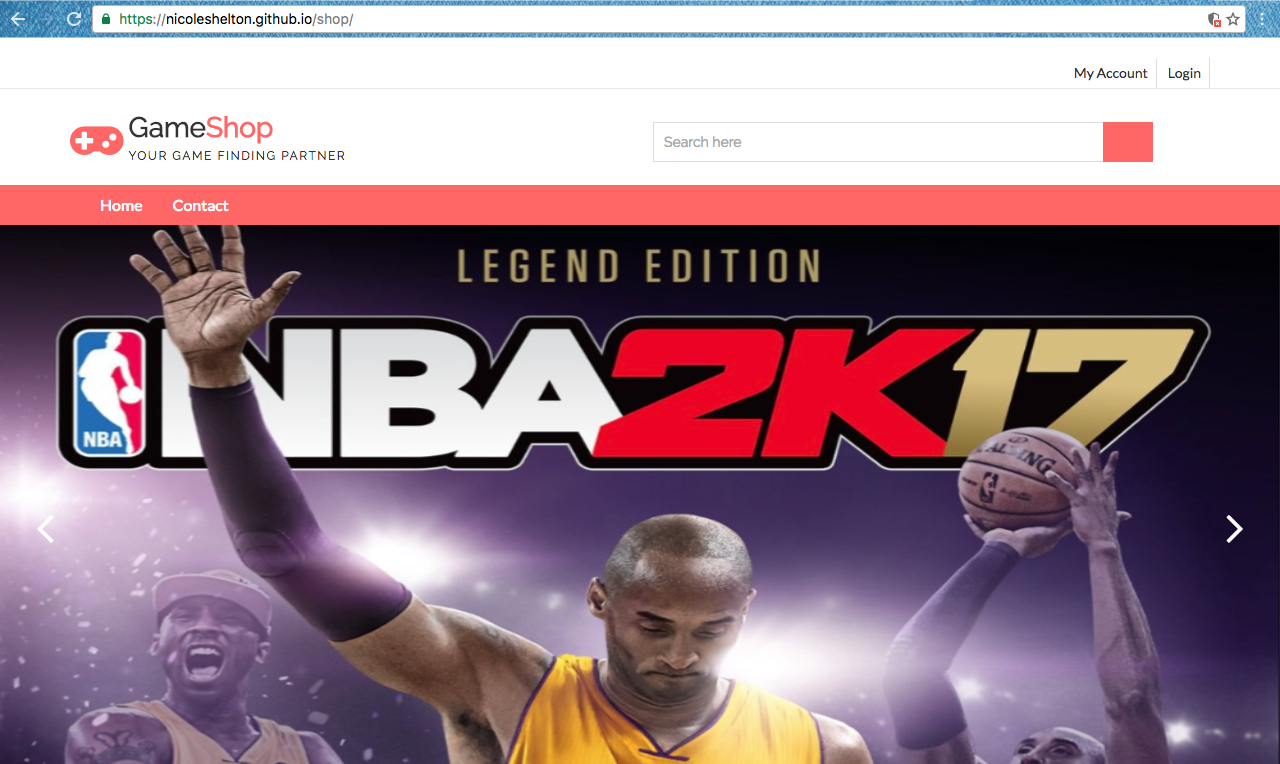 https://nicoleshelton.github.io/shop/
My Account Login
GameShop
YOUR GAME FINDING PARTNER
Search here
Home Contact
LEGEND EDITION
NBA2K17
NBA